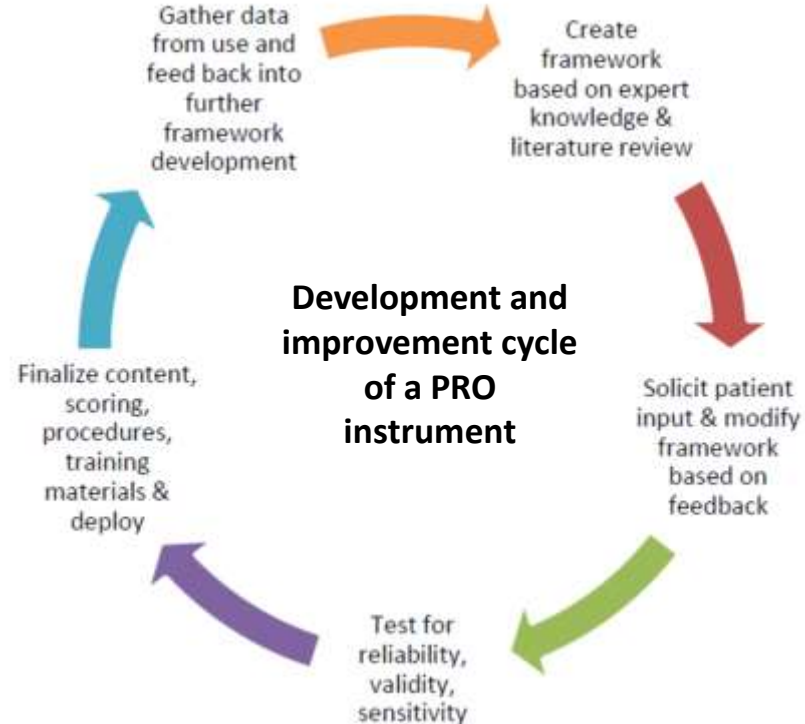 Gather data
from use and
feed back into
further
framework
development
Create
framework
based on expert
knowledge &
literature review
Development and
improvement cycle
of a PRO
instrument
Solicit patient
input & modify
framework
based on
feedback
Finalize content,
scoring,
procedures,
training
materials &
deploy
Test for
reliability,
validity,
sensitivity